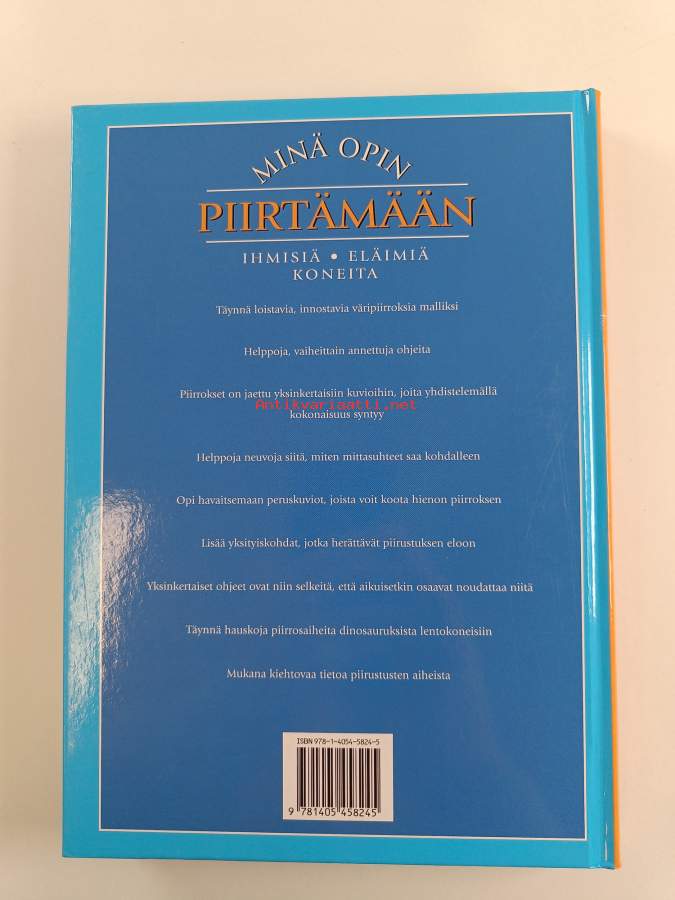 MINÄ OPIN
PIIRTÄMÄÄN
IHMISIÄ • ELÄIMIÄ
KONEITA
Täynnä loistavia, innostavia väripiirroksia malliksi
Helppoja, vaiheittain annettuja ohjeita
Piirrokset on jaettu yksinkertaisiin kuvioihin, joita yhdistelemällä
Antikvariaatti.net
kokonaisuus syntyy
Helppoja neuvoja siitä, miten mittasuhteet saa kohdalleen
Opi havaitsemaan peruskuviot, joista voit koota hienon piirroksen
Lisää yksityiskohdat, jotka herättävät piirustuksen eloon
Yksinkertaiset ohjeet ovat niin selkeitä, että aikuisetkin osaavat noudattaa niitä
Täynnä hauskoja piirrosaiheita dinosauruksista lentokoneisiin
Mukana kiehtovaa tietoa piirustusten aiheista
ISBN 978-1-4054-5824-5
9 781405 458245